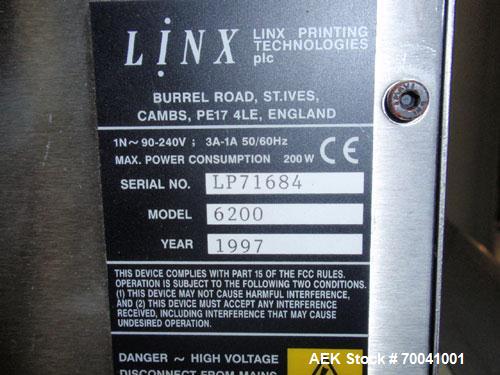 LiNX LINX PRINTING
TECHNOLOGIES
plc
BURREL ROAD, ST.IVES,
CAMBS, PE17 4LE, ENGLAND
1N~90-240V ; 3A-1A 50/60Hz
MAX. POWER CONSUMPTION 200W CE
SERIAL NO. LP71684
MODEL 6200
YEAR 1997
THIS DEVICE COMPLIES WITH PART 15 OF THE FCC RULES.
OPERATION IS SUBJECT TO THE FOLLOWING TWO CONDITIONS.
(1) THIS DEVICE MAY NOT CAUSE HARMFUL INTERFERENCE,
AND (2) THIS DEVICE MUST ACCEPT ANY INTERFERENCE
RECEIVED, INCLUDING INTERFERENCE THAT MAY CAUSE
UNDESIRED OPERATION.
DANGER ~ HIGH VOLTAGE
DISCONNECT FROM MAINS
AEK Stock # 70041001